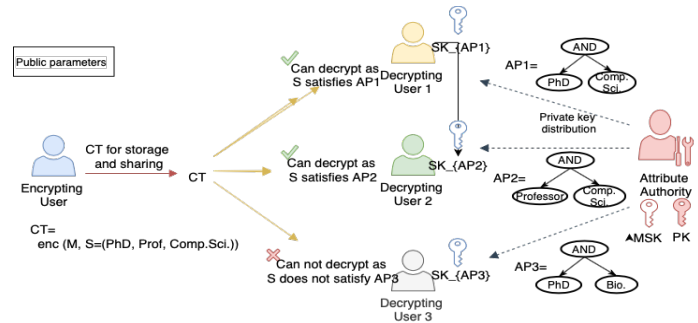 Public parameters
Encrypting
User
CT for storage
and sharing
CT
CT=
enc (M, S=(PhD, Prof, Comp.Sci.))
Can decrypt as
S satisfies AP1
Decrypting
User 1
SK_{AP1}
Can decrypt as
S satisfies AP2
Decrypting
User 2
SK_{AP2}
Can not decrypt as
S does not satisfy AP3
Decrypting
User 3
SK_{AP3}
AP1=
AND
PhD
Comp.
Sci.
Private key
distribution
AP2=
AND
Professor
Comp.
Sci.
AP3=
AND
PhD
Bio.
Attribute
Authority
MSK
PK